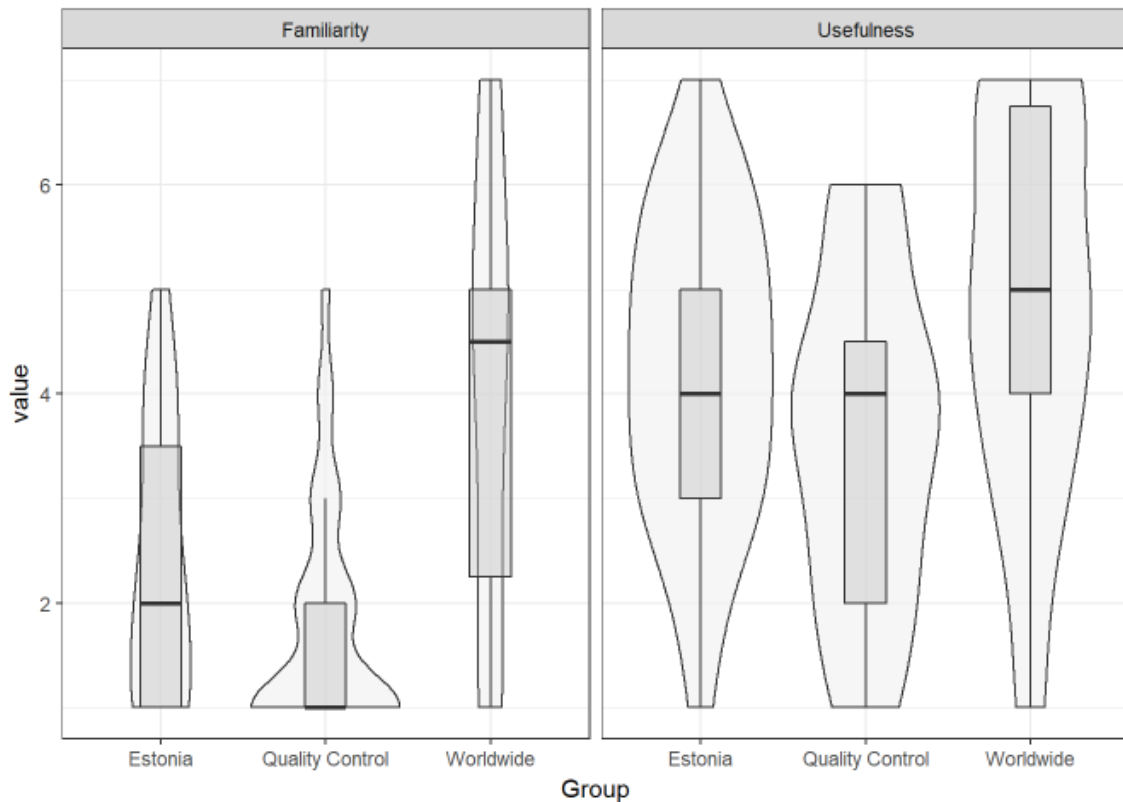 Familiarity
Usefulness
value
6
4
2
Estonia
Quality Control
Worldwide
Estonia
Quality Control
Worldwide
Group